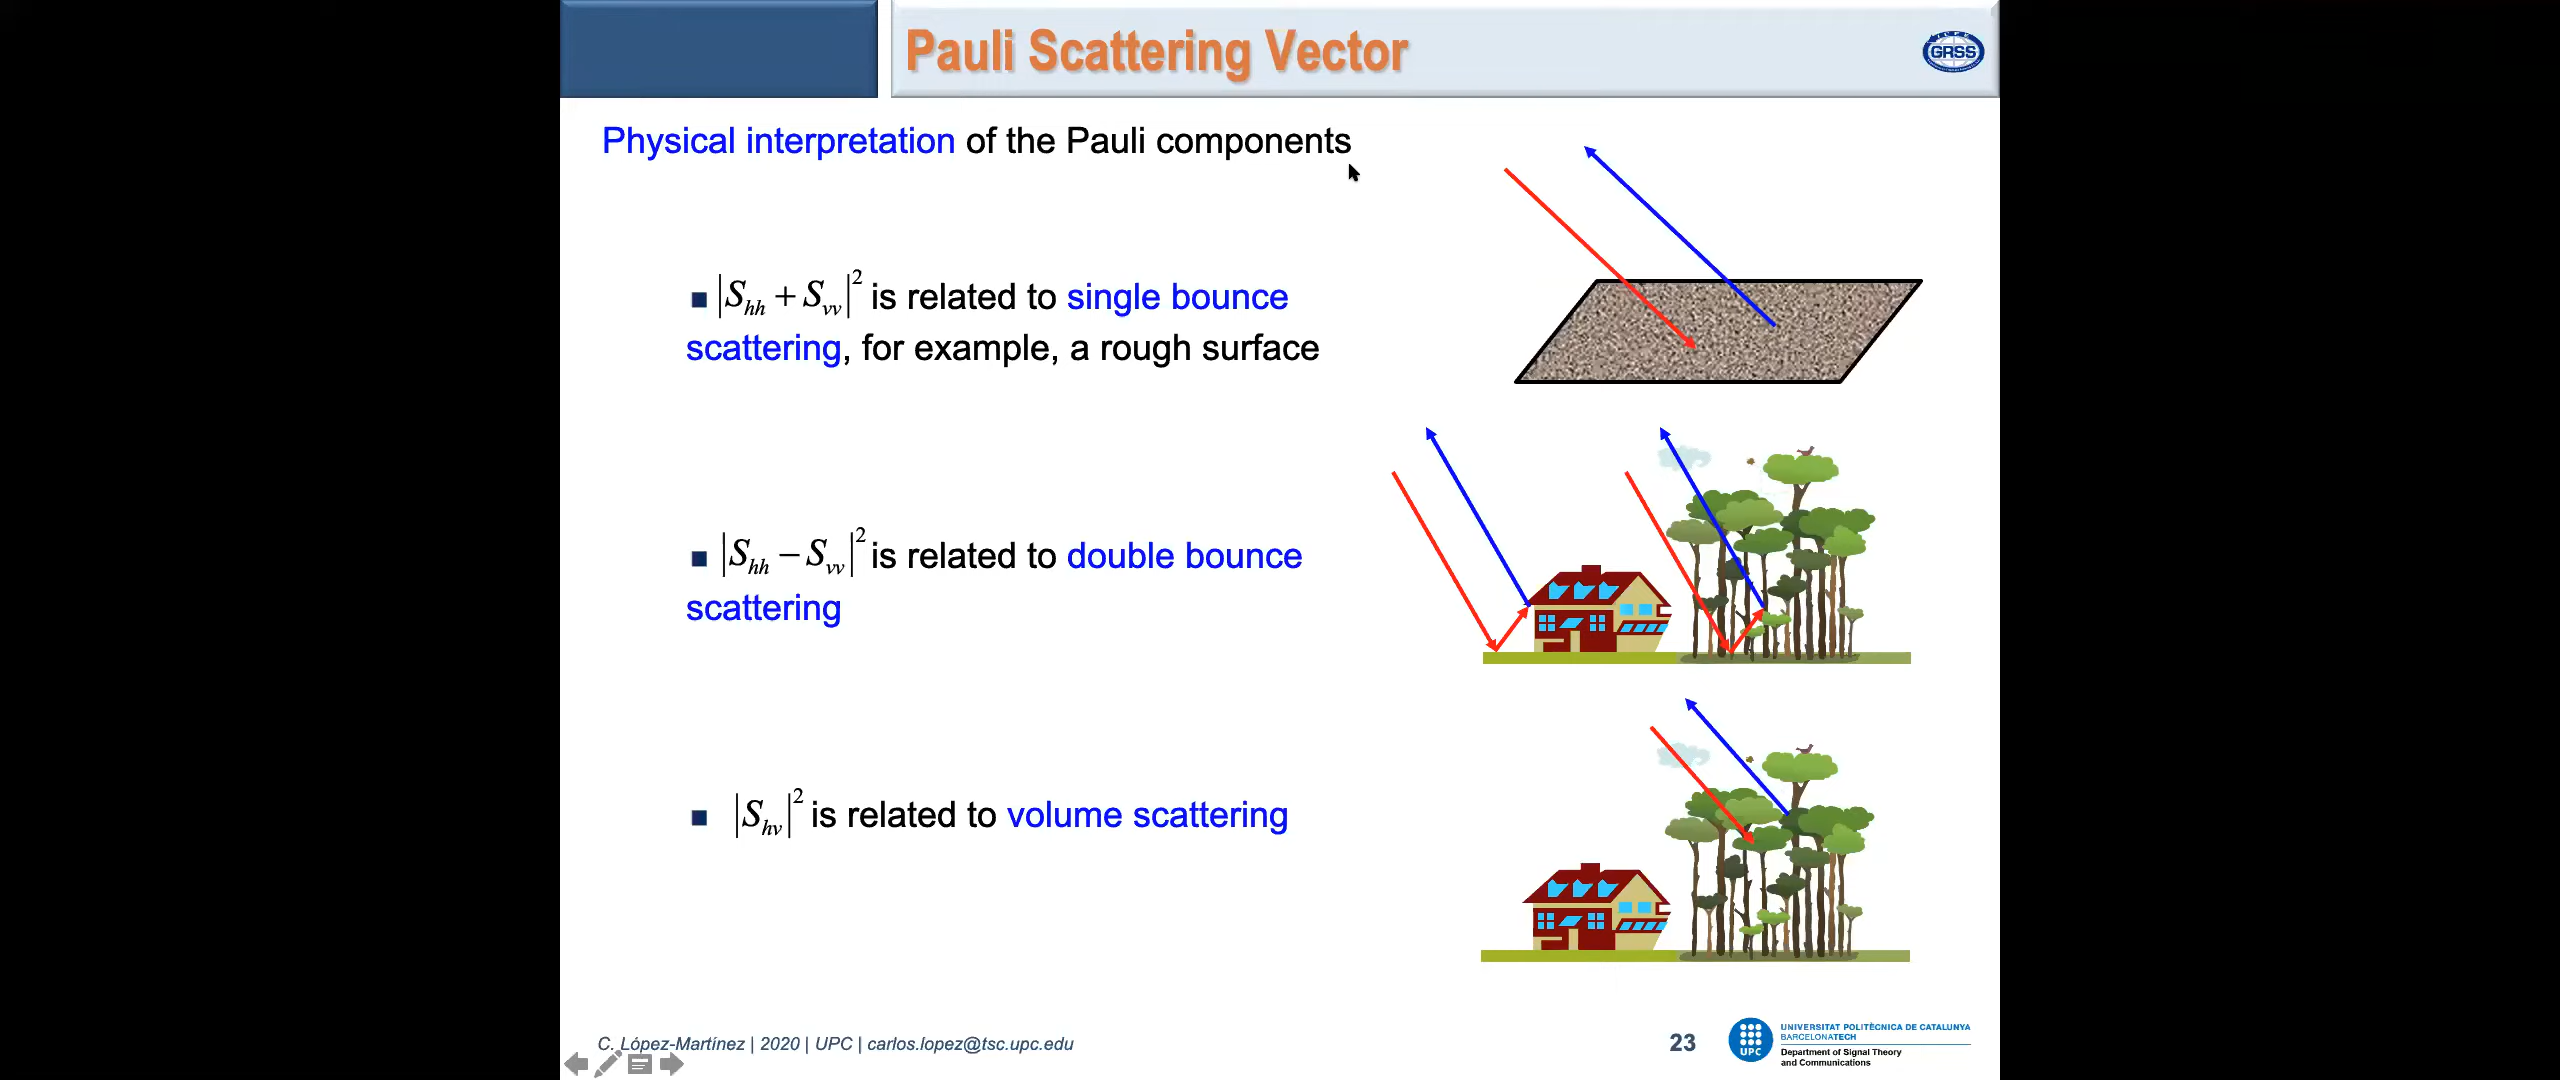 Pauli Scattering Vector
GRSS
Physical interpretation of the Pauli components
|S_hh + S_vv|² is related to single bounce
scattering, for example, a rough surface
|S_hh − S_vv|² is related to double bounce
scattering
|S_hv|² is related to volume scattering
C. López-Martínez | 2020 | UPC | carlos.lopez@tsc.upc.edu
23
UPC
UNIVERSITAT POLITÈCNICA DE CATALUNYA
BARCELONATECH
Department of Signal Theory
and Communications